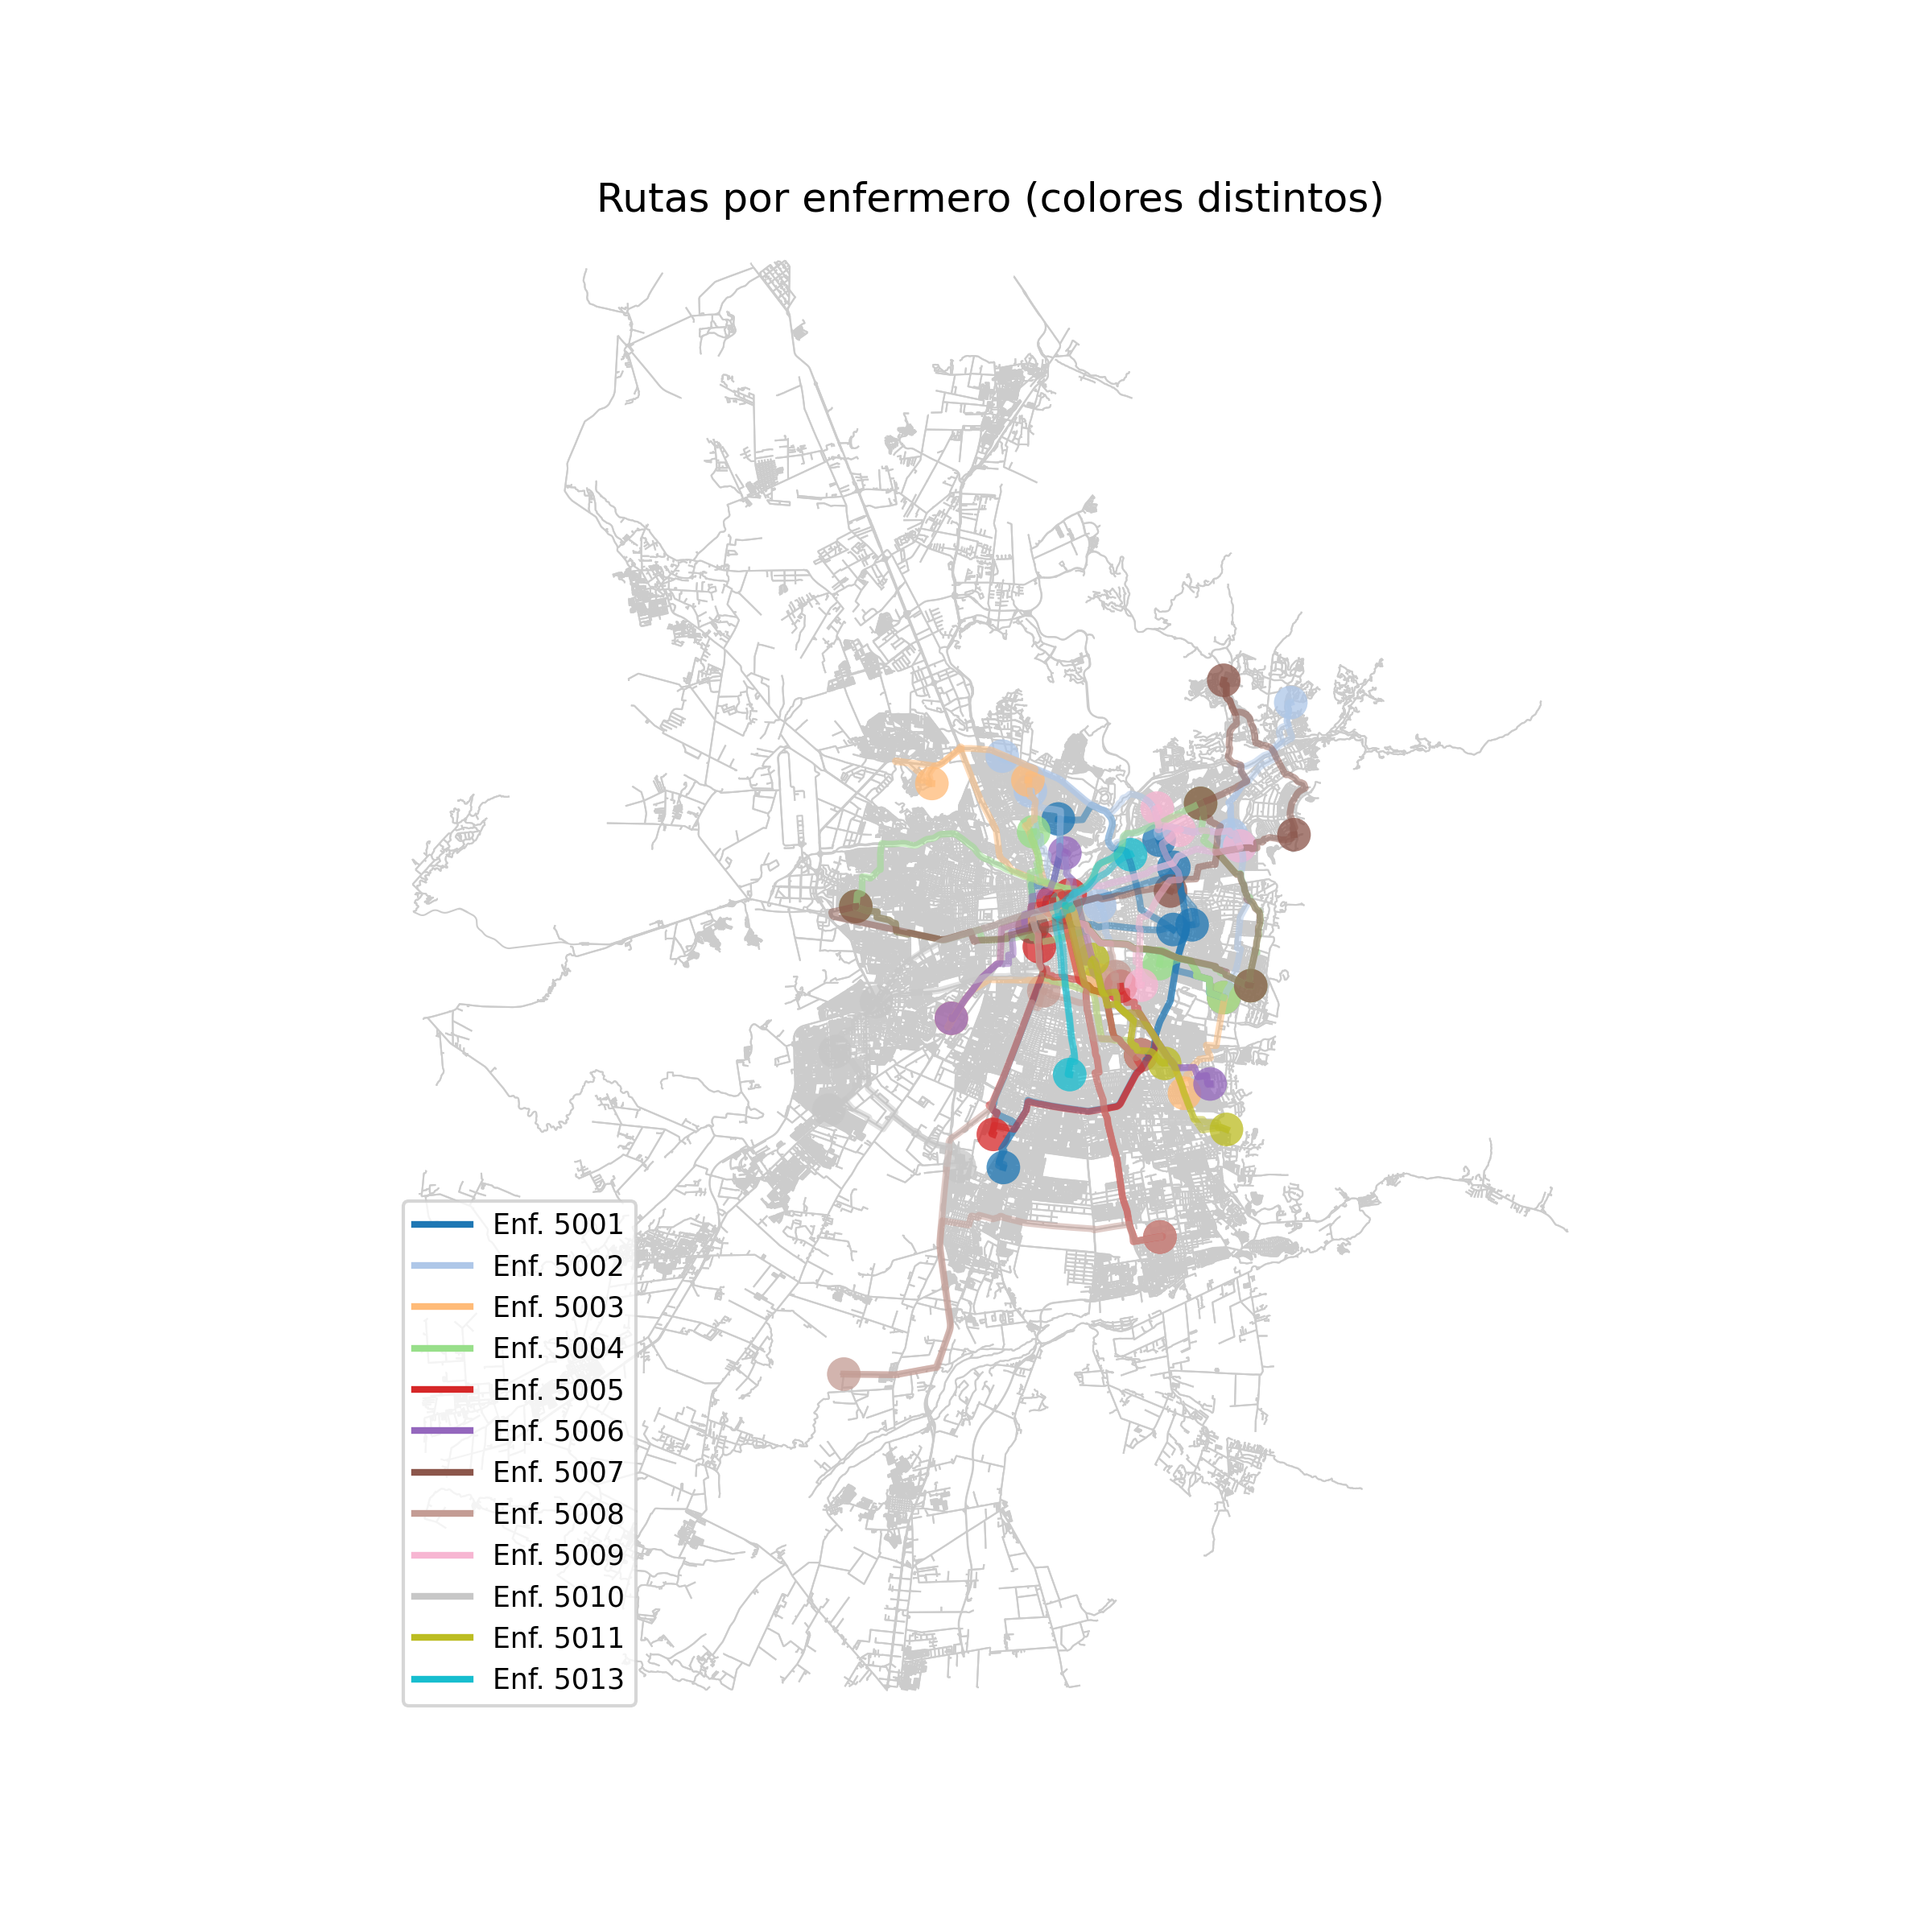 Rutas por enfermero (colores distintos)
Enf. 5001
Enf. 5002
Enf. 5003
Enf. 5004
Enf. 5005
Enf. 5006
Enf. 5007
Enf. 5008
Enf. 5009
Enf. 5010
Enf. 5011
Enf. 5013